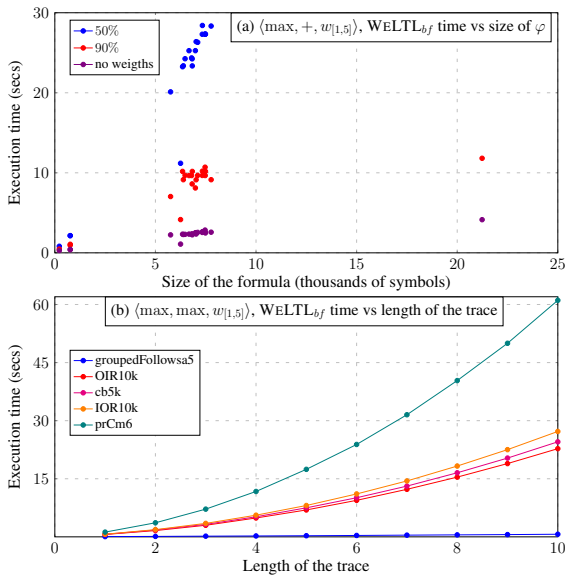 (a) ⟨max, +, w[1,5]⟩, WELTLbf time vs size of φ
50%
90%
no weigths
Execution time (secs)
30
20
10
0
0 5 10 15 20 25
Size of the formula (thousands of symbols)
(b) ⟨max, max, w[1,5]⟩, WELTLbf time vs length of the trace
groupedFollowsa5
OIR10k
cb5k
IOR10k
prCm6
Execution time (secs)
60
45
30
15
0 2 4 6 8 10
Length of the trace